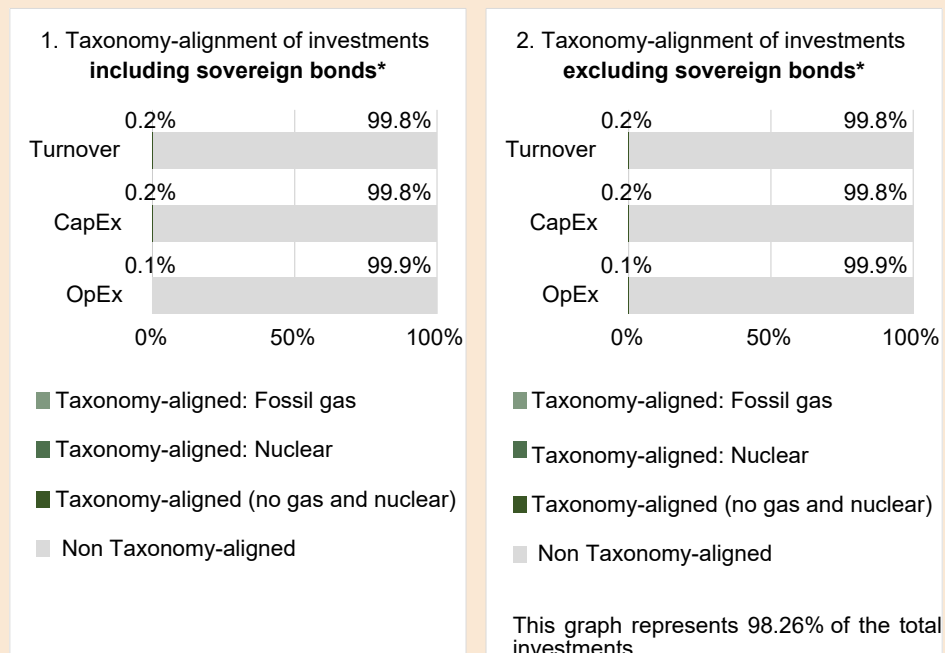 1. Taxonomy-alignment of investments
including sovereign bonds*
0.2% 99.8%
Turnover
0.2% 99.8%
CapEx
0.1% 99.9%
OpEx
0% 50% 100%
Taxonomy-aligned: Fossil gas
Taxonomy-aligned: Nuclear
Taxonomy-aligned (no gas and nuclear)
Non Taxonomy-aligned
2. Taxonomy-alignment of investments
excluding sovereign bonds*
0.2% 99.8%
Turnover
0.2% 99.8%
CapEx
0.1% 99.9%
OpEx
0% 50% 100%
Taxonomy-aligned: Fossil gas
Taxonomy-aligned: Nuclear
Taxonomy-aligned (no gas and nuclear)
Non Taxonomy-aligned
This graph represents 98.26% of the total
investments